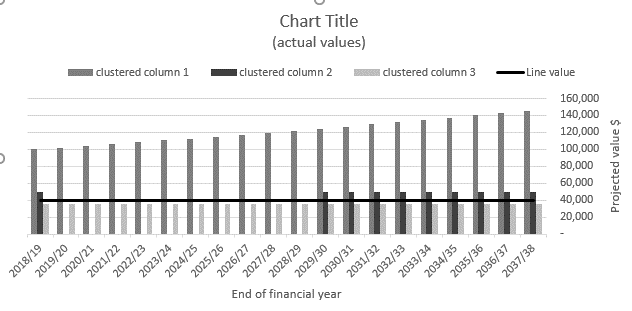 Chart Title
(actual values)
clustered column 1 clustered column 2 clustered column 3 Line value
160,000
140,000
120,000
100,000
80,000
60,000
40,000
20,000
-
Projected value $
2018/19 2019/20 2020/21 2021/22 2022/23 2023/24 2024/25 2025/26 2026/27 2027/28 2028/29 2029/30 2030/31 2031/32 2032/33 2033/34 2034/35 2035/36 2036/37 2037/38
End of financial year